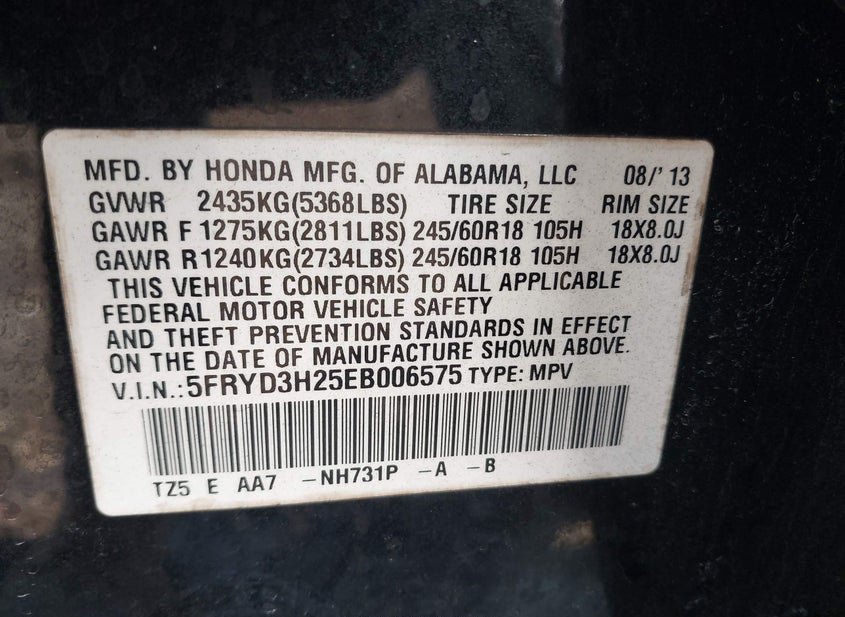 MFD. BY HONDA MFG. OF ALABAMA, LLC 08/'13
GVWR 2435KG(5368LBS) TIRE SIZE RIM SIZE
GAWR F 1275KG(2811LBS) 245/60R18 105H 18X8.0J
GAWR R 1240KG(2734LBS) 245/60R18 105H 18X8.0J
THIS VEHICLE CONFORMS TO ALL APPLICABLE
FEDERAL MOTOR VEHICLE SAFETY
AND THEFT PREVENTION STANDARDS IN EFFECT
ON THE DATE OF MANUFACTURE SHOWN ABOVE.
V.I.N.:5FRYD3H25EB006575 TYPE: MPV
TZ5 E AA7 -NH731P -A -B